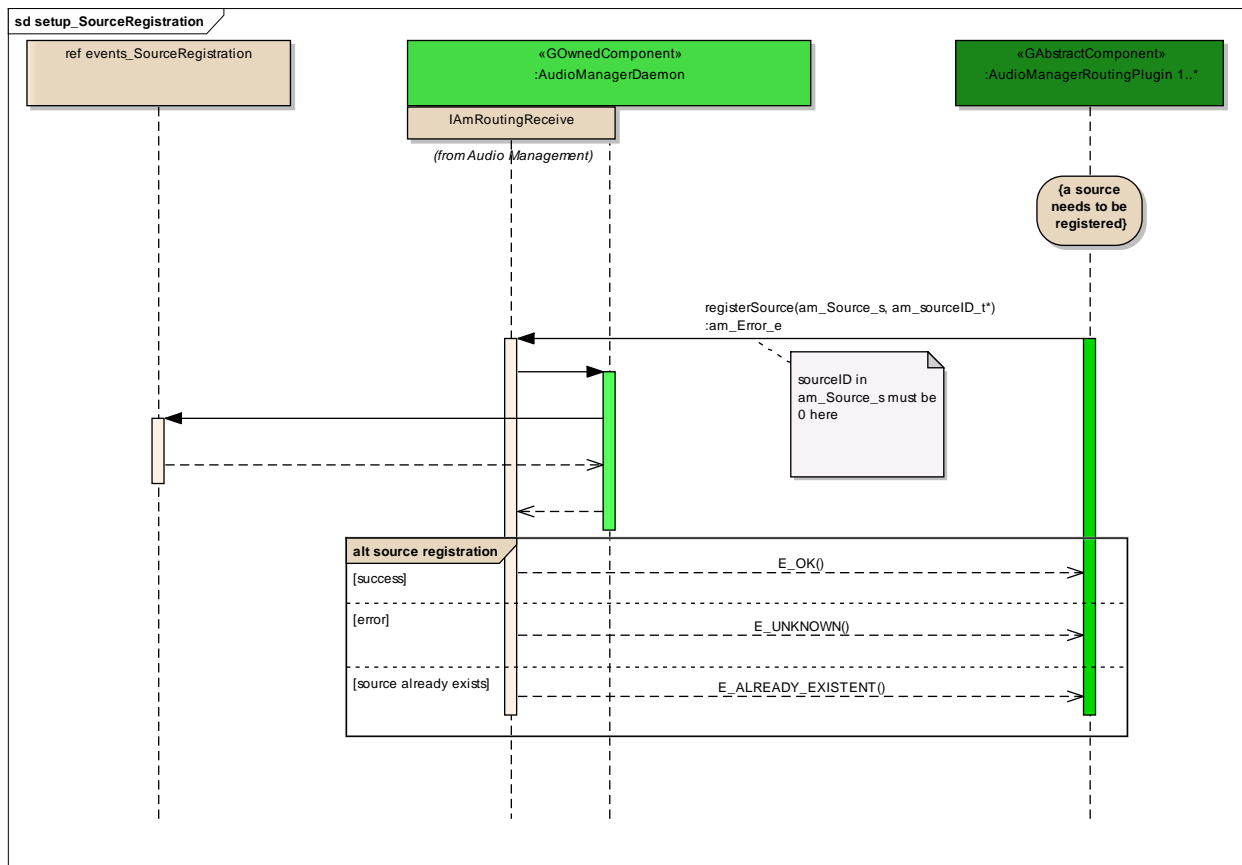 sd setup_SourceRegistration
ref events_SourceRegistration
«GOwnedComponent»
:AudioManagerDaemon
«GAbstractComponent»
:AudioManagerRoutingPlugin 1..*
IAmRoutingReceive
(from Audio Management)
{a source
needs to be
registered}
registerSource(am_Source_s, am_sourceID_t*)
:am_Error_e
sourceID in
am_Source_s must be
0 here
alt source registration
[success]
E_OK()
[error]
E_UNKNOWN()
[source already exists]
E_ALREADY_EXISTENT()